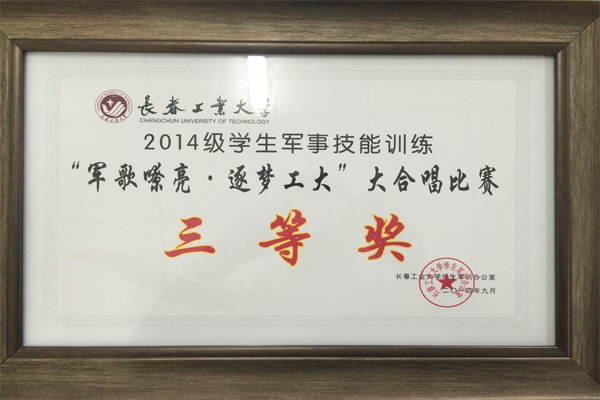 长春工业大学
CHANGCHUN UNIVERSITY OF TECHNOLOGY
2014级学生军事技能训练
“军歌嘹亮·逐梦工大”大合唱比赛
三等奖
长春工业大学学生军训办公室
二〇一四年九月